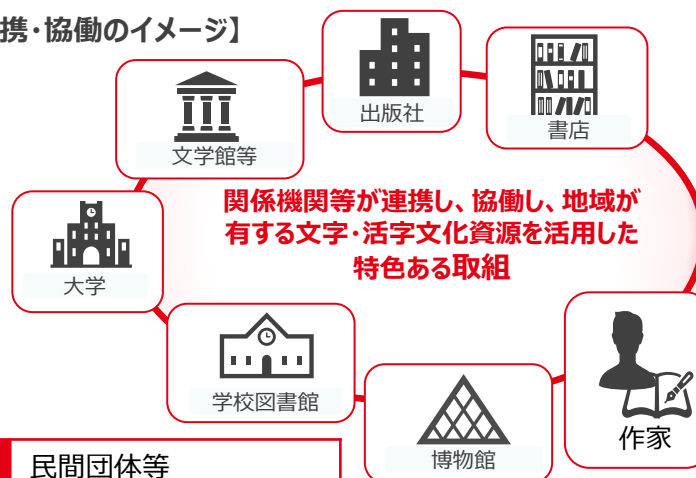 携・協働のイメージ】
出版社
書店
文学館等
関係機関等が連携し、協働し、地域が
有する文字・活字文化資源を活用した
特色ある取組
大学
学校図書館
博物館
作家
民間団体等